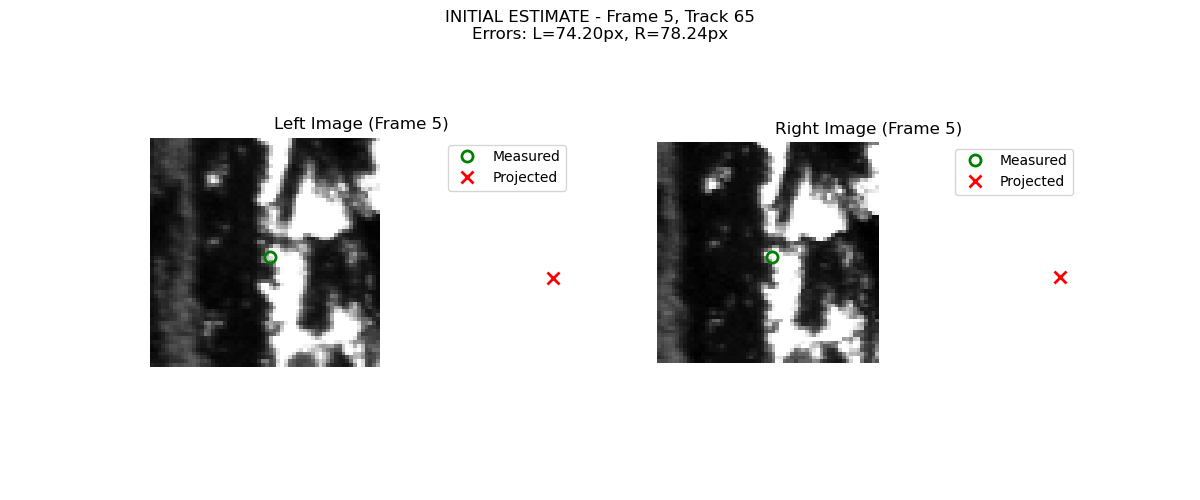 INITIAL ESTIMATE - Frame 5, Track 65
Errors: L=74.20px, R=78.24px
Left Image (Frame 5)
Measured
Projected
Right Image (Frame 5)
Measured
Projected